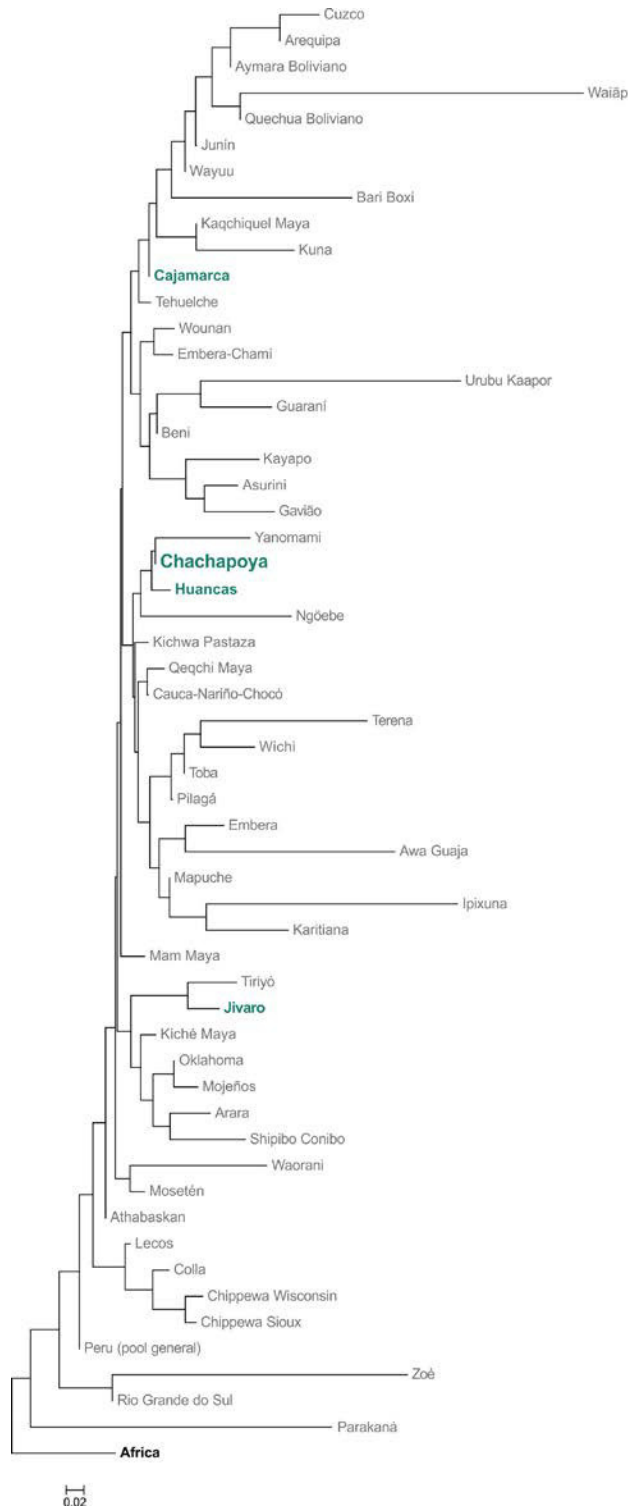 Cuzco
Arequipa
Aymara Boliviano
Waiãp
Quechua Boliviano
Junín
Wayuu
Bari Boxi
Kaqchiquel Maya
Kuna
Cajamarca
Tehuelche
Wounan
Embera-Chamí
Urubu Kaapor
Guaraní
Beni
Kayapo
Asurini
Gavião
Yanomami
Chachapoya
Huancas
Ngöebe
Kichwa Pastaza
Qeqchi Maya
Cauca-Nariño-Chocó
Terena
Wichi
Toba
Pilagá
Embera
Awa Guaja
Mapuche
Ipixuna
Karitiana
Mam Maya
Tiriyó
Jivaro
Kiché Maya
Oklahoma
Mojeños
Arara
Shipibo Conibo
Waorani
Mosetén
Athabaskan
Lecos
Colla
Chippewa Wisconsin
Chippewa Sioux
Peru (pool general)
Zoé
Rio Grande do Sul
Parakanà
Africa
0.02